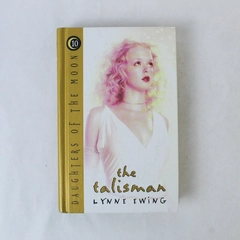 10
DAUGHTERS OF THE MOON
the
talisman
LYNNE EWING